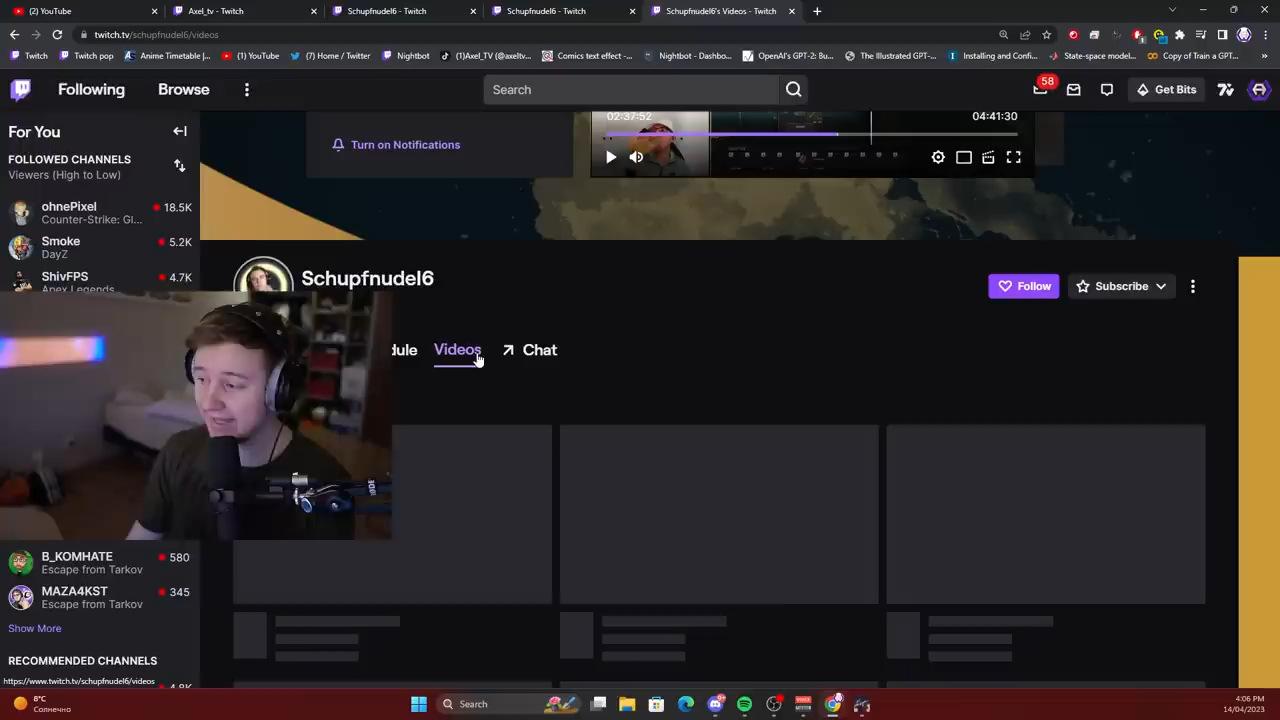 (2) YouTube
Axel_tv - Twitch
Schupfnudel6 - Twitch
Schupfnudel6 - Twitch
Schupfnudel6's Videos - Twitch
twitch.tv/schupfnudel6/videos
Twitch
Twitch pop
Anime Timetable |...
(1) YouTube
(7) Home / Twitter
Nightbot
(1)Axel_TV (@axeltv...
Comics text effect -...
Nightbot - Dashbo...
OpenAI's GPT-2: Bu...
The Illustrated GPT-...
Installing and Confi...
State-space model...
Copy of Train a GPT...
Following
Browse
Search
58
Get Bits
For You
FOLLOWED CHANNELS
Viewers (High to Low)
ohnePixel
18.5K
Counter-Strike: Gl...
Smoke
5.2K
DayZ
ShivFPS
4.7K
Apex Legends
Turn on Notifications
02:37:52
04:41:30
Schupfnudel6
Follow
Subscribe
dule
Videos
Chat
B_KOMHATE
580
Escape from Tarkov
MAZA4KST
345
Escape from Tarkov
Show More
RECOMMENDED CHANNELS
https://www.twitch.tv/schupfnudel6/videos
4.8K
8°C
Солнечно
Search
4:06 PM
14/04/2023